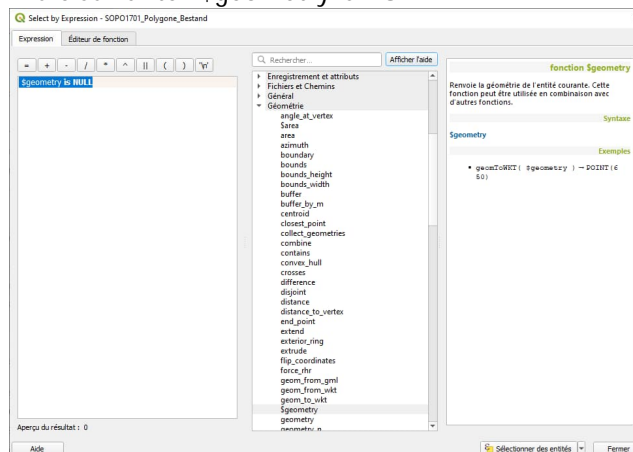 Select by Expression - SOPO1701_Polygone_Bestand
Expression
Éditeur de fonction
= + - / * ^ || ( ) '\n'
$geometry is NULL
Aperçu du résultat : 0
Aide
Rechercher...
Afficher l'aide
Enregistrement et attributs
Fichiers et Chemins
Général
Géométrie
angle_at_vertex
$area
area
azimuth
boundary
bounds
bounds_height
bounds_width
buffer
buffer_by_m
centroid
closest_point
collect_geometries
combine
contains
convex_hull
crosses
difference
disjoint
distance
distance_to_vertex
end_point
extend
exterior_ring
extrude
flip_coordinates
force_rhr
geom_from_gml
geom_from_wkt
geom_to_wkt
$geometry
geometry
geometry_n
fonction $geometry
Renvoie la géométrie de l'entité courante. Cette
fonction peut être utilisée en combinaison avec
d'autres fonctions.
Syntaxe
$geometry
Exemples
geomToWKT( $geometry ) → POINT(6
50)
Sélectionner des entités
Fermer